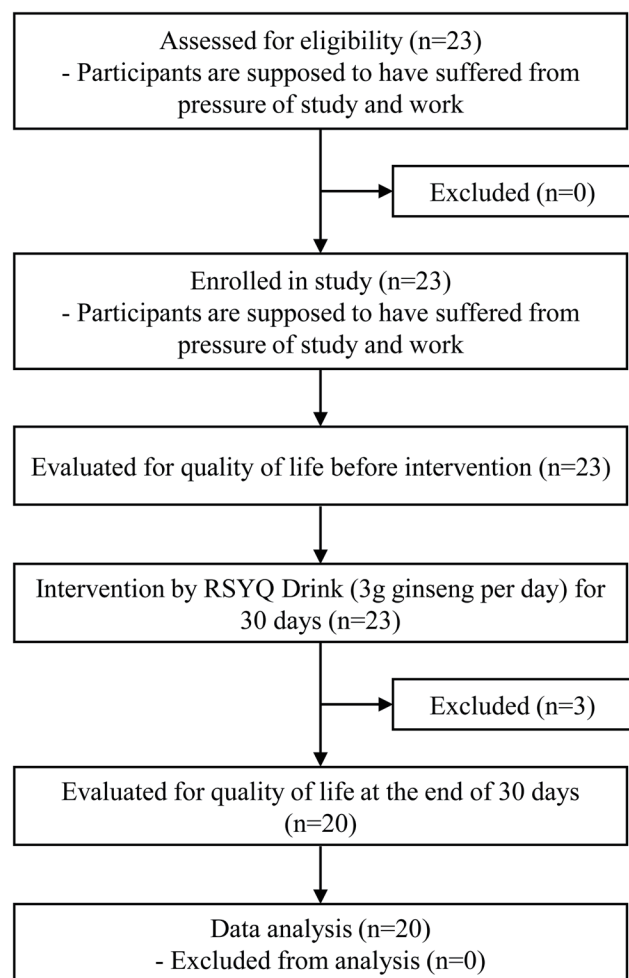 Assessed for eligibility (n=23)
- Participants are supposed to have suffered from
pressure of study and work
Excluded (n=0)
Enrolled in study (n=23)
- Participants are supposed to have suffered from
pressure of study and work
Evaluated for quality of life before intervention (n=23)
Intervention by RSYQ Drink (3g ginseng per day) for
30 days (n=23)
Excluded (n=3)
Evaluated for quality of life at the end of 30 days
(n=20)
Data analysis (n=20)
- Excluded from analysis (n=0)